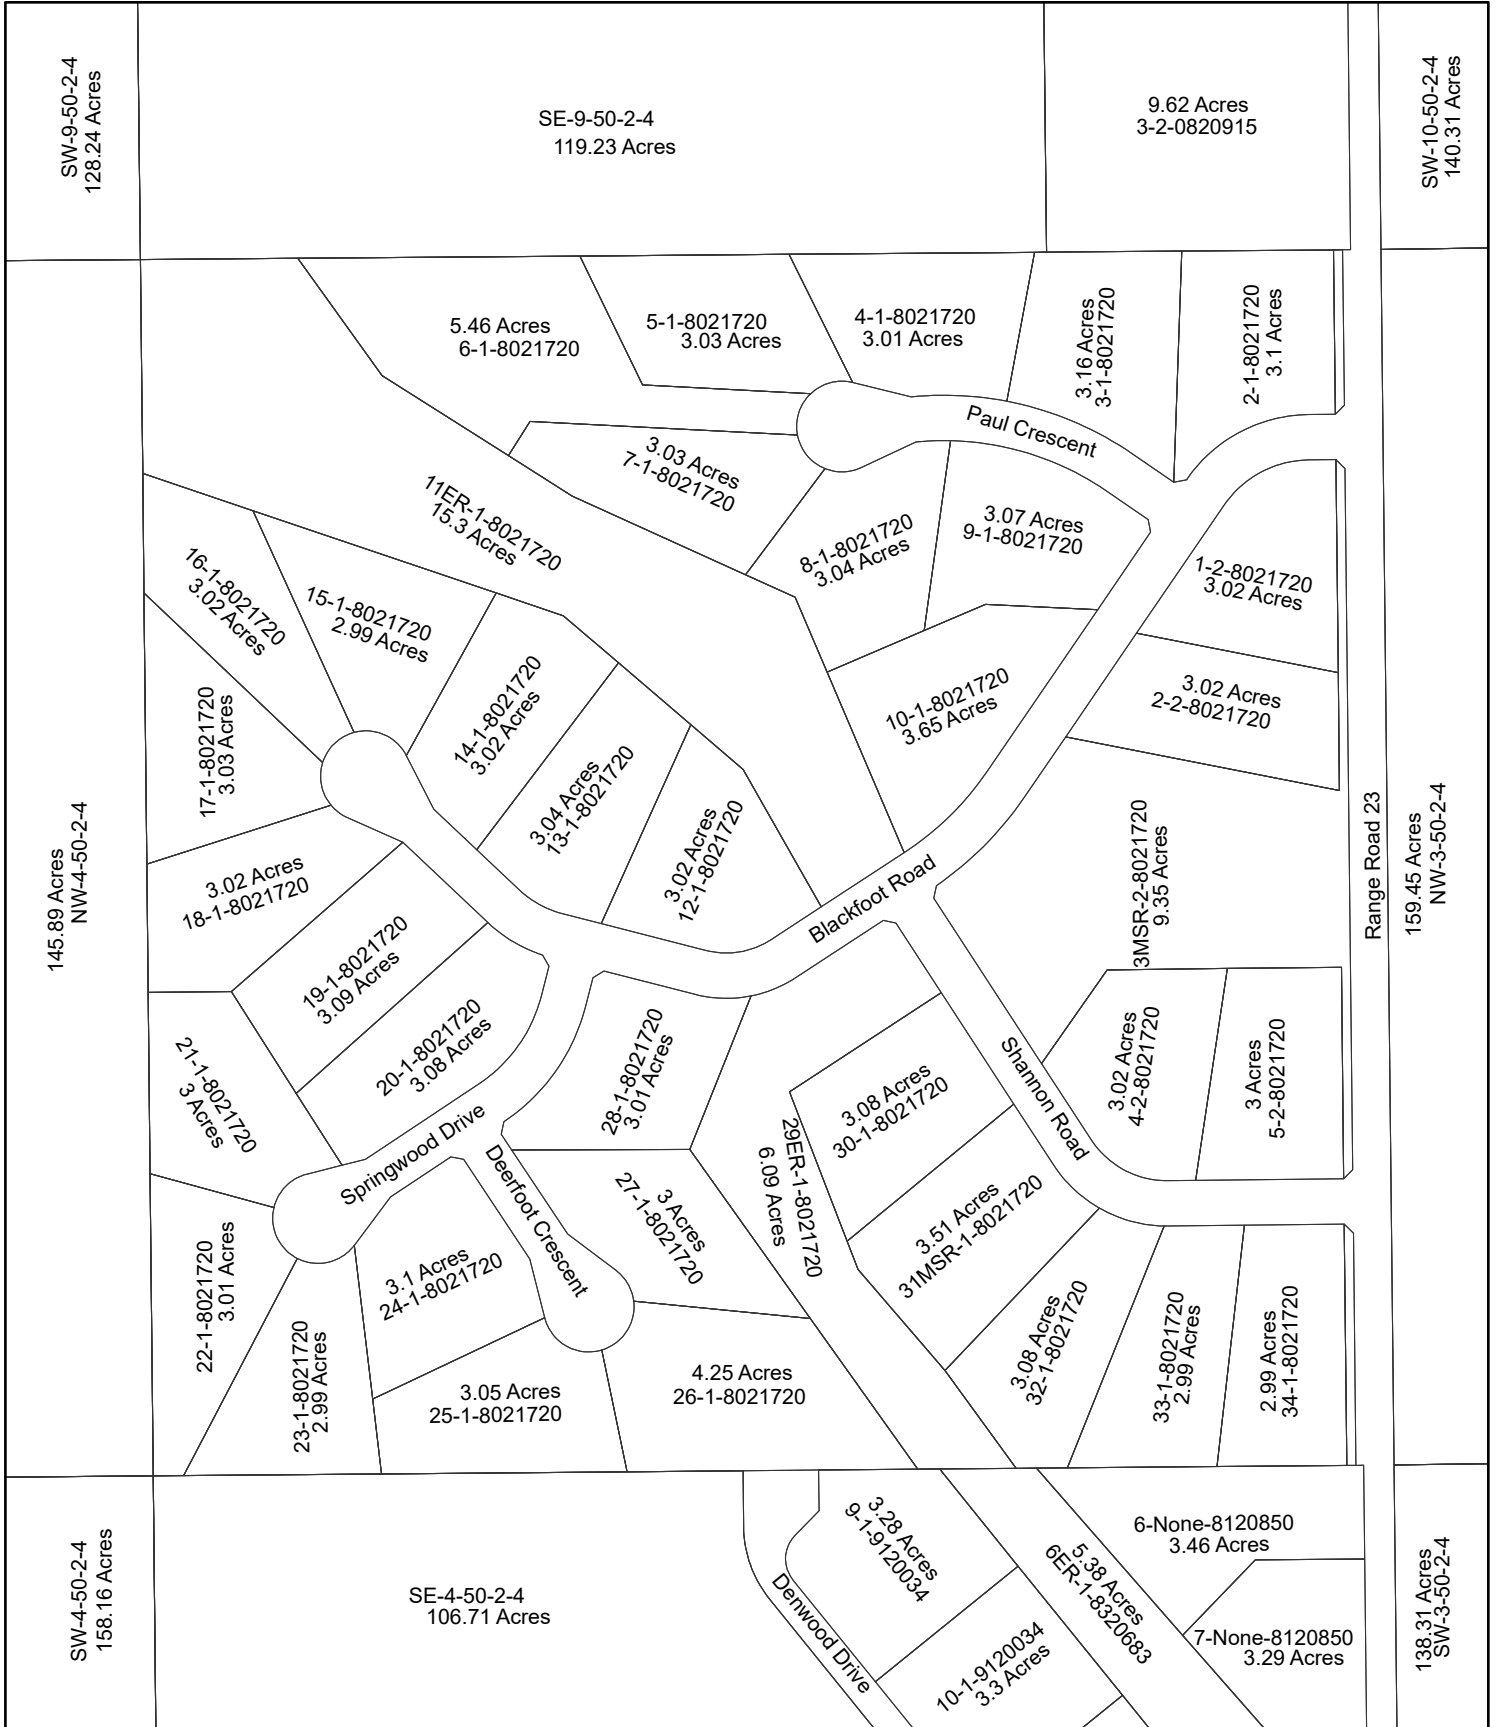 SW-9-50-2-4
128.24 Acres
SE-9-50-2-4
119.23 Acres
9.62 Acres
3-2-0820915
SW-10-50-2-4
140.31 Acres
5.46 Acres
6-1-8021720
5-1-8021720
3.03 Acres
4-1-8021720
3.01 Acres
3.16 Acres
3-1-8021720
2-1-8021720
3.1 Acres
Paul Crescent
3.03 Acres
7-1-8021720
11ER-1-8021720
15.3 Acres
8-1-8021720
3.04 Acres
3.07 Acres
9-1-8021720
1-2-8021720
3.02 Acres
16-1-8021720
3.02 Acres
15-1-8021720
2.99 Acres
14-1-8021720
3.02 Acres
10-1-8021720
3.65 Acres
3.02 Acres
2-2-8021720
17-1-8021720
3.03 Acres
3.04 Acres
13-1-8021720
3.02 Acres
12-1-8021720
145.89 Acres
NW-4-50-2-4
3.02 Acres
18-1-8021720
Blackfoot Road
3MSR-2-8021720
9.35 Acres
Range Road 23
159.45 Acres
NW-3-50-2-4
19-1-8021720
3.09 Acres
20-1-8021720
3.08 Acres
28-1-8021720
3.01 Acres
21-1-8021720
3 Acres
3.08 Acres
30-1-8021720
Shannon Road
3.02 Acres
4-2-8021720
3 Acres
5-2-8021720
Springwood Drive
Deerfoot Crescent
3 Acres
27-1-8021720
29ER-1-8021720
6.09 Acres
3.51 Acres
31MSR-1-8021720
22-1-8021720
3.01 Acres
3.1 Acres
24-1-8021720
23-1-8021720
2.99 Acres
3.05 Acres
25-1-8021720
4.25 Acres
26-1-8021720
3.08 Acres
32-1-8021720
33-1-8021720
2.99 Acres
2.99 Acres
34-1-8021720
SW-4-50-2-4
158.16 Acres
SE-4-50-2-4
106.71 Acres
3.28 Acres
9-1-9120034
Denwood Drive
10-1-9120034
3.3 Acres
5.38 Acres
6ER-1-8320683
6-None-8120850
3.46 Acres
7-None-8120850
3.29 Acres
138.31 Acres
SW-3-50-2-4